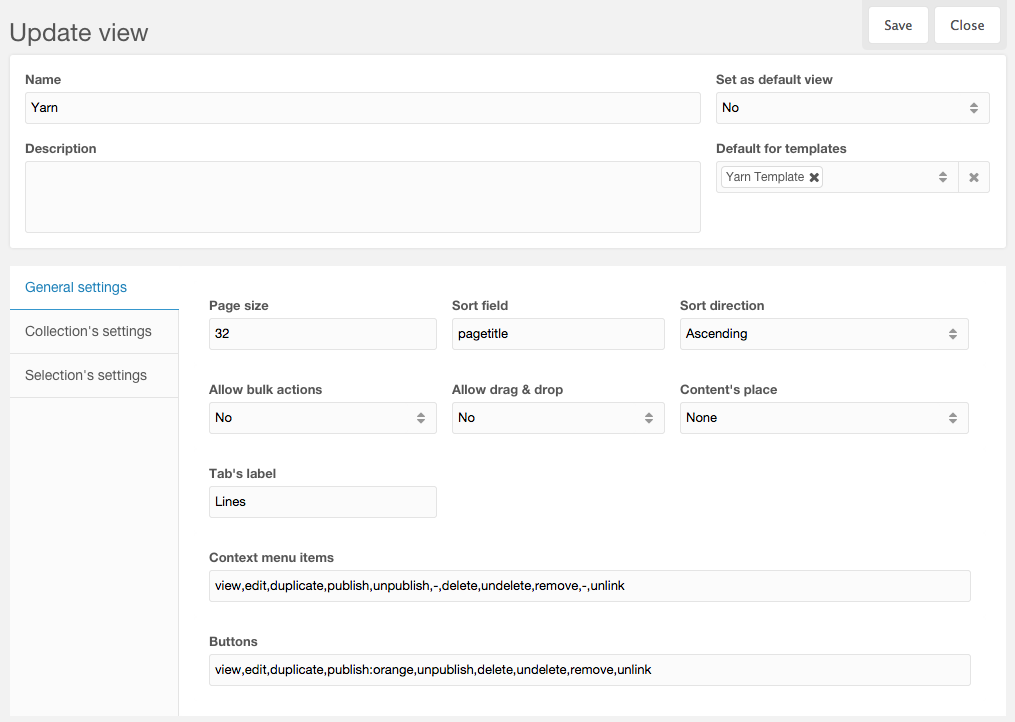 Update view
Save
Close
Name
Set as default view
Yarn
No
Description
Default for templates
Yarn Template
General settings
Collection's settings
Selection's settings
Page size
Sort field
Sort direction
32
pagetitle
Ascending
Allow bulk actions
Allow drag & drop
Content's place
No
No
None
Tab's label
Lines
Context menu items
view,edit,duplicate,publish,unpublish,-,delete,undelete,remove,-,unlink
Buttons
view,edit,duplicate,publish:orange,unpublish,delete,undelete,remove,unlink